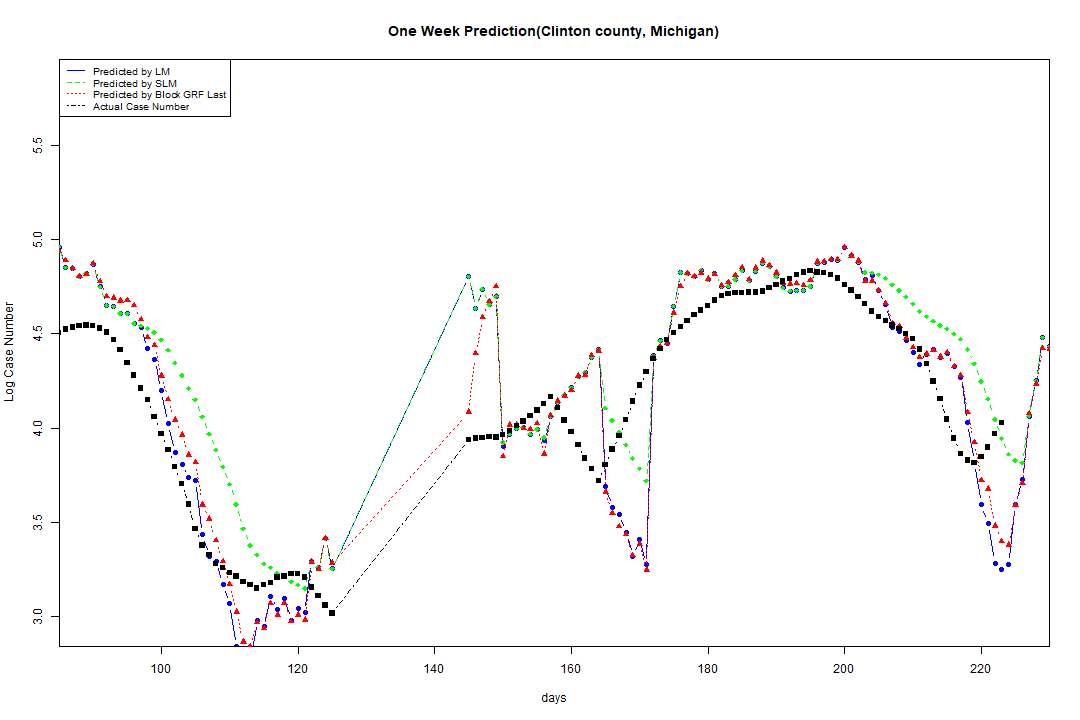 One Week Prediction(Clinton county, Michigan)
Predicted by LM
Predicted by SLM
Predicted by Block GRF Last
Actual Case Number
Log Case Number
5.5
5.0
4.5
4.0
3.5
3.0
100 120 140 160 180 200 220
days